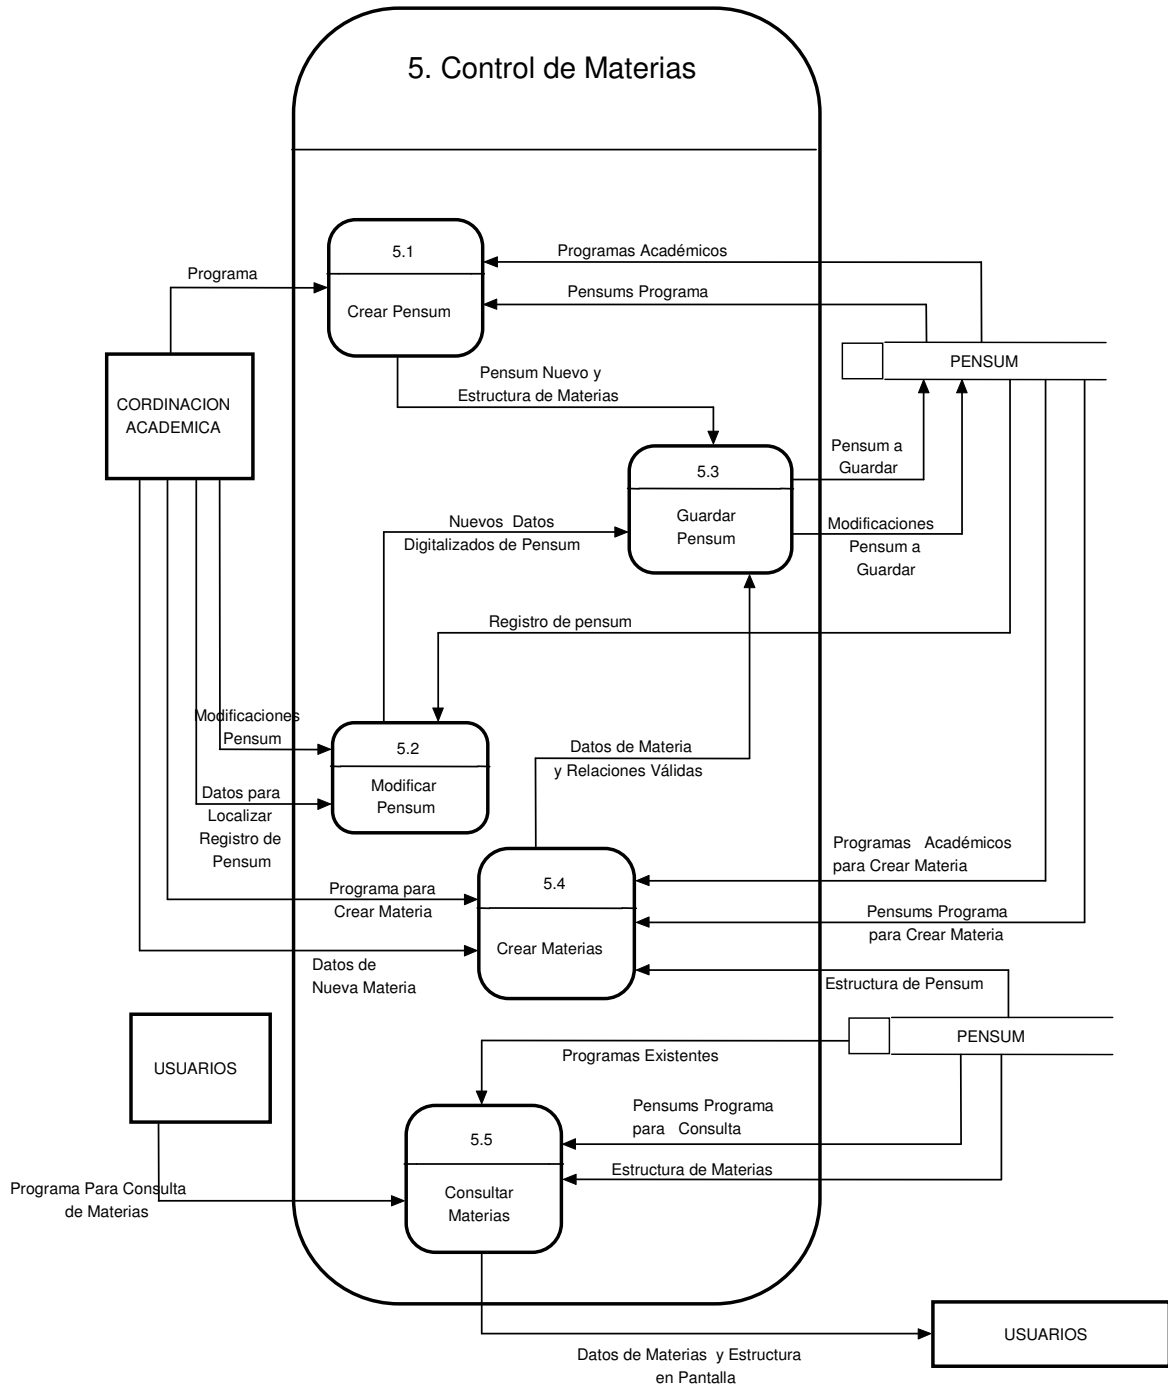 5. Control de Materias
5.1
Crear Pensum
Programas Académicos
Programa
Pensums Programa
PENSUM
CORDINACION
ACADEMICA
Pensum Nuevo y
Estructura de Materias
5.3
Guardar
Pensum
Pensum a
Guardar
Nuevos Datos
Digitalizados de Pensum
Modificaciones
Pensum a
Guardar
Registro de pensum
Modificaciones
Pensum
5.2
Modificar
Pensum
Datos de Materia
y Relaciones Válidas
Datos para
Localizar
Registro de
Pensum
Programas Académicos
para Crear Materia
5.4
Crear Materias
Programa para
Crear Materia
Pensums Programa
para Crear Materia
Datos de
Nueva Materia
Estructura de Pensum
PENSUM
USUARIOS
Programas Existentes
Pensums Programa
para Consulta
5.5
Consultar
Materias
Estructura de Materias
Programa Para Consulta
de Materias
USUARIOS
Datos de Materias y Estructura
en Pantalla